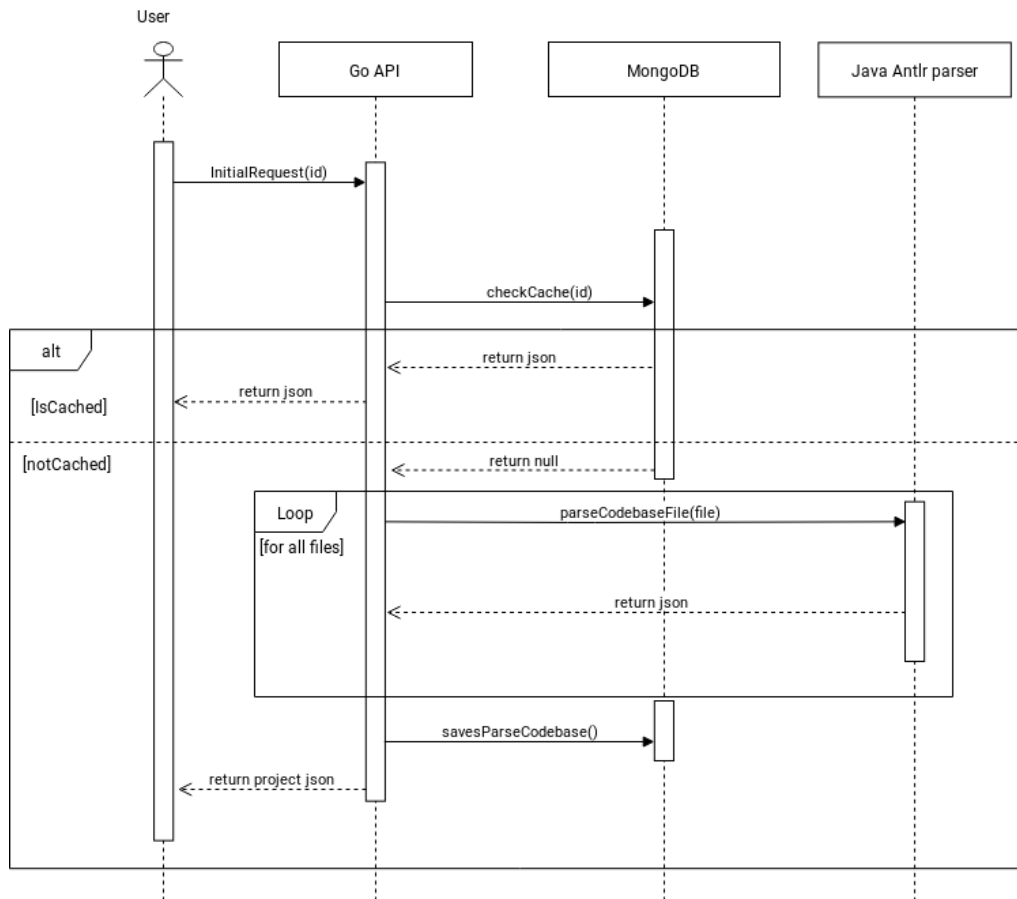 User
Go API
MongoDB
Java Antlr parser
InitialRequest(id)
checkCache(id)
alt
return json
return json
[IsCached]
[notCached]
return null
Loop
parseCodebaseFile(file)
[for all files]
return json
savesParseCodebase()
return project json